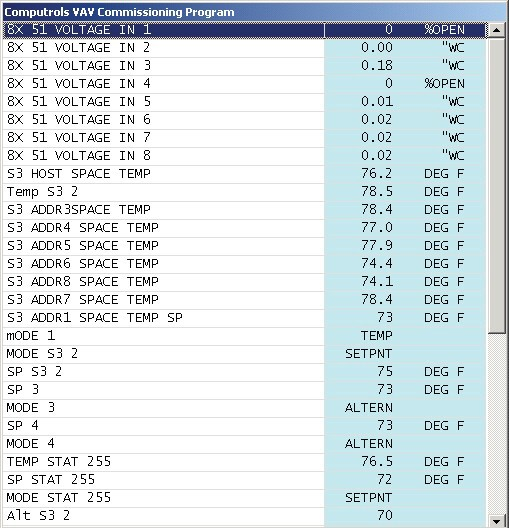 Computrols VAV Commissioning Program
8X 51 VOLTAGE IN 1 0 %OPEN
8X 51 VOLTAGE IN 2 0.00 "WC
8X 51 VOLTAGE IN 3 0.18 "WC
8X 51 VOLTAGE IN 4 0 %OPEN
8X 51 VOLTAGE IN 5 0.01 "WC
8X 51 VOLTAGE IN 6 0.02 "WC
8X 51 VOLTAGE IN 7 0.02 "WC
8X 51 VOLTAGE IN 8 0.02 "WC
S3 HOST SPACE TEMP 76.2 DEG F
Temp S3 2 78.5 DEG F
S3 ADDR3SPACE TEMP 78.4 DEG F
S3 ADDR4 SPACE TEMP 77.0 DEG F
S3 ADDR5 SPACE TEMP 77.9 DEG F
S3 ADDR6 SPACE TEMP 74.4 DEG F
S3 ADDR8 SPACE TEMP 74.1 DEG F
S3 ADDR7 SPACE TEMP 78.4 DEG F
S3 ADDR1 SPACE TEMP SP 73 DEG F
mODE 1 TEMP
MODE S3 2 SETPNT
SP S3 2 75 DEG F
SP 3 73 DEG F
MODE 3 ALTERN
SP 4 73 DEG F
MODE 4 ALTERN
TEMP STAT 255 76.5 DEG F
SP STAT 255 72 DEG F
MODE STAT 255 SETPNT
Alt S3 2 70